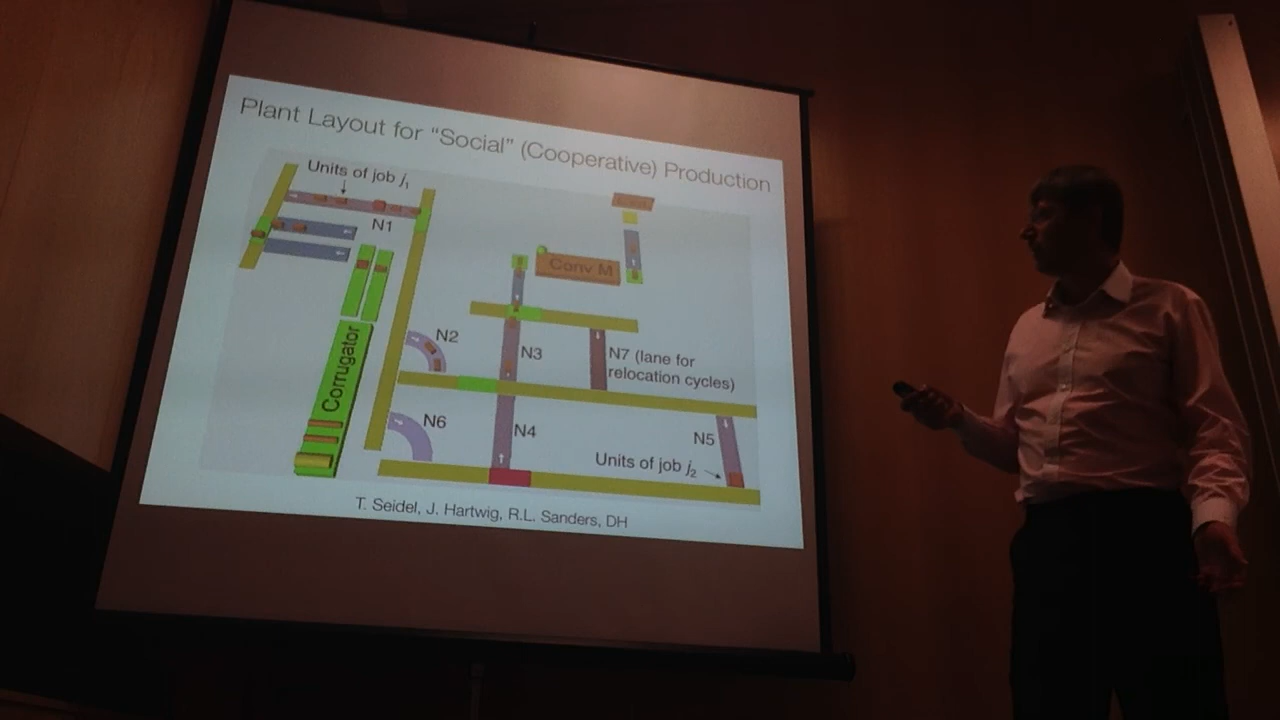 Plant Layout for “Social” (Cooperative) Production
Units of job j1
N1
Conv M
N2
N3
N7 (lane for
relocation cycles)
Corrugator
N6
N4
N5
Units of job j2
T. Seidel, J. Hartwig, R.L. Sanders, DH